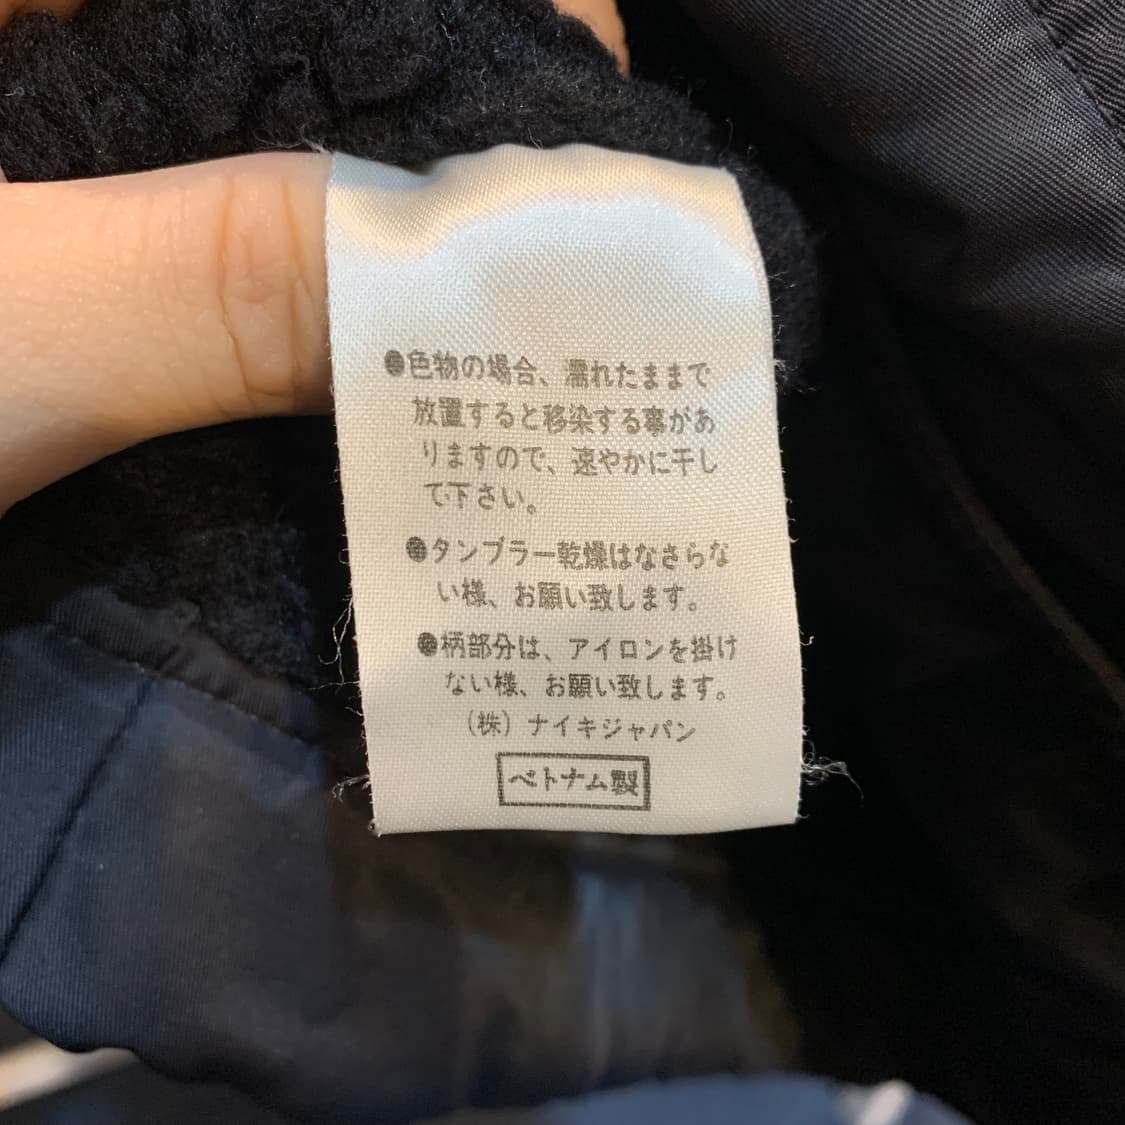 ●色物の場合、濡れたままで
放置すると移染する事があ
りますので、速やかに干し
て下さい。
●タンブラー乾燥はなさらな
い様、お願い致します。
●柄部分は、アイロンを掛け
ない様、お願い致します。
(株)ナイキジャパン
ベトナム製